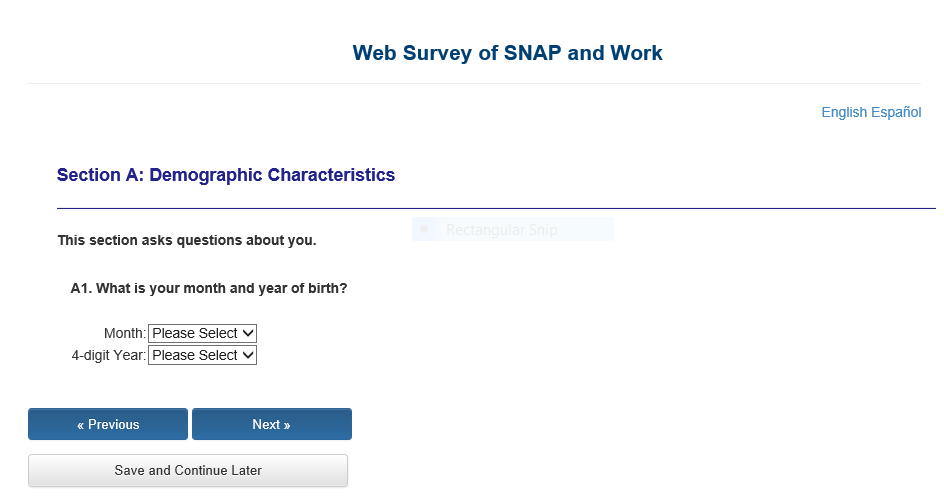 Web Survey of SNAP and Work
English Español
Section A: Demographic Characteristics
Rectangular Snip
This section asks questions about you.
A1. What is your month and year of birth?
Month: Please Select
4-digit Year: Please Select
« Previous Next »
Save and Continue Later